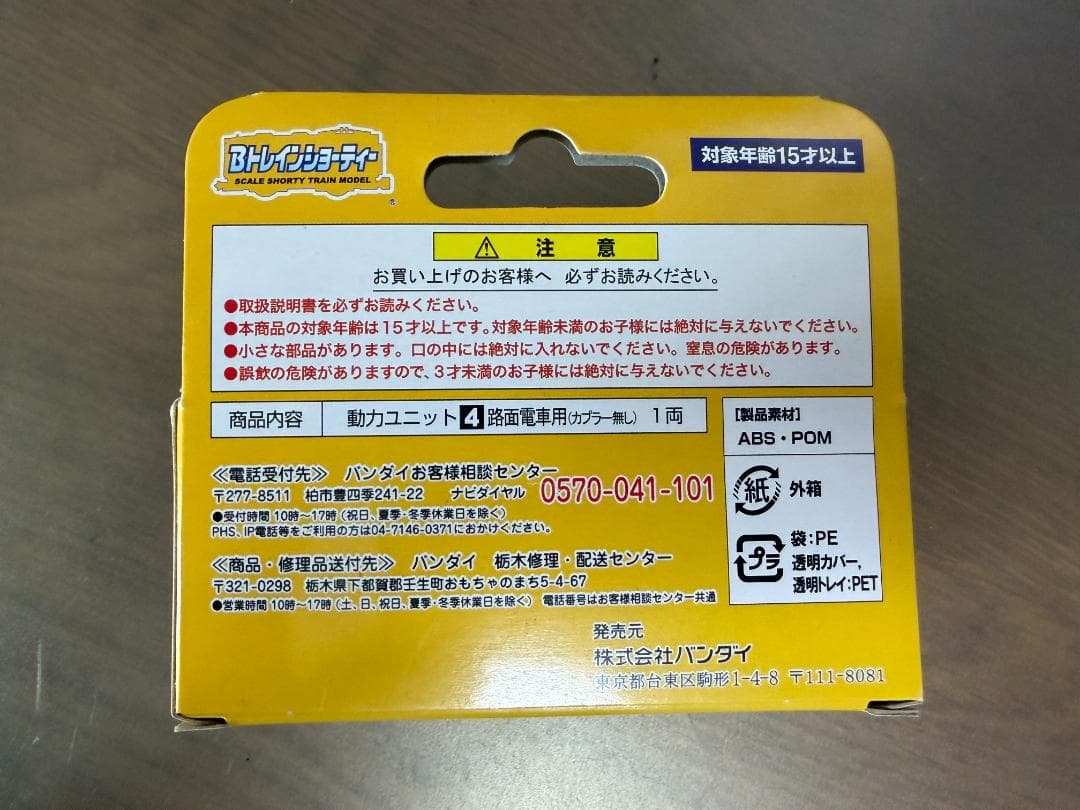 Bトレインショーティー
SCALE SHORTY TRAIN MODEL
対象年齢15才以上
注 意
お買い上げのお客様へ 必ずお読みください。
●取扱説明書を必ずお読みください。
●本商品の対象年齢は15才以上です。対象年齢未満のお子様には絶対に与えないでください。
●小さな部品があります。口の中には絶対に入れないでください。窒息の危険があります。
●誤飲の危険がありますので、3才未満のお子様には絶対に与えないでください。
商品内容 動力ユニット4路面電車用(カプラー無し) 1両
【製品素材】
ABS・POM
紙 外箱
プラ 袋:PE
透明カバー,
透明トレイ:PET
≪電話受付先≫ バンダイお客様相談センター
〒277-8511 柏市豊四季241-22 ナビダイヤル 0570-041-101
●受付時間 10時〜17時 (祝日、夏季・冬季休業日を除く)
PHS、IP電話等をご利用の方は04-7146-0371におかけください。
≪商品・修理品送付先≫ バンダイ 栃木修理・配送センター
〒321-0298 栃木県下都賀郡壬生町おもちゃのまち5-4-67
●営業時間 10時〜17時 (土、日、祝日、夏季・冬季休業日を除く) 電話番号はお客様相談センター共通
発売元
株式会社バンダイ
東京都台東区駒形1-4-8 〒111-8081